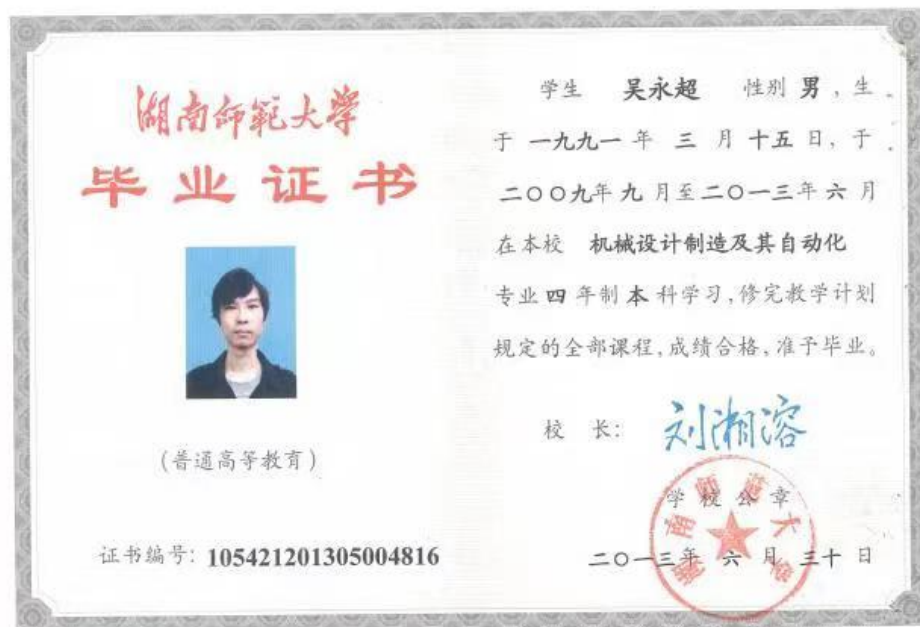 湖南师范大学
毕业证书
(普通高等教育)
证书编号: 105421201305004816
学生 吴永超 性别 男, 生
于 一九九一 年 三 月 十五 日, 于
二〇〇九年 九 月至二〇一三年 六 月
在本校 机械设计制造及其自动化
专业 四 年制 本 科学习, 修完教学计划
规定的全部课程, 成绩合格, 准予毕业。
校 长: 刘湘溶
学校公章
湖南师范大学
二〇一三年 六 月 三十 日